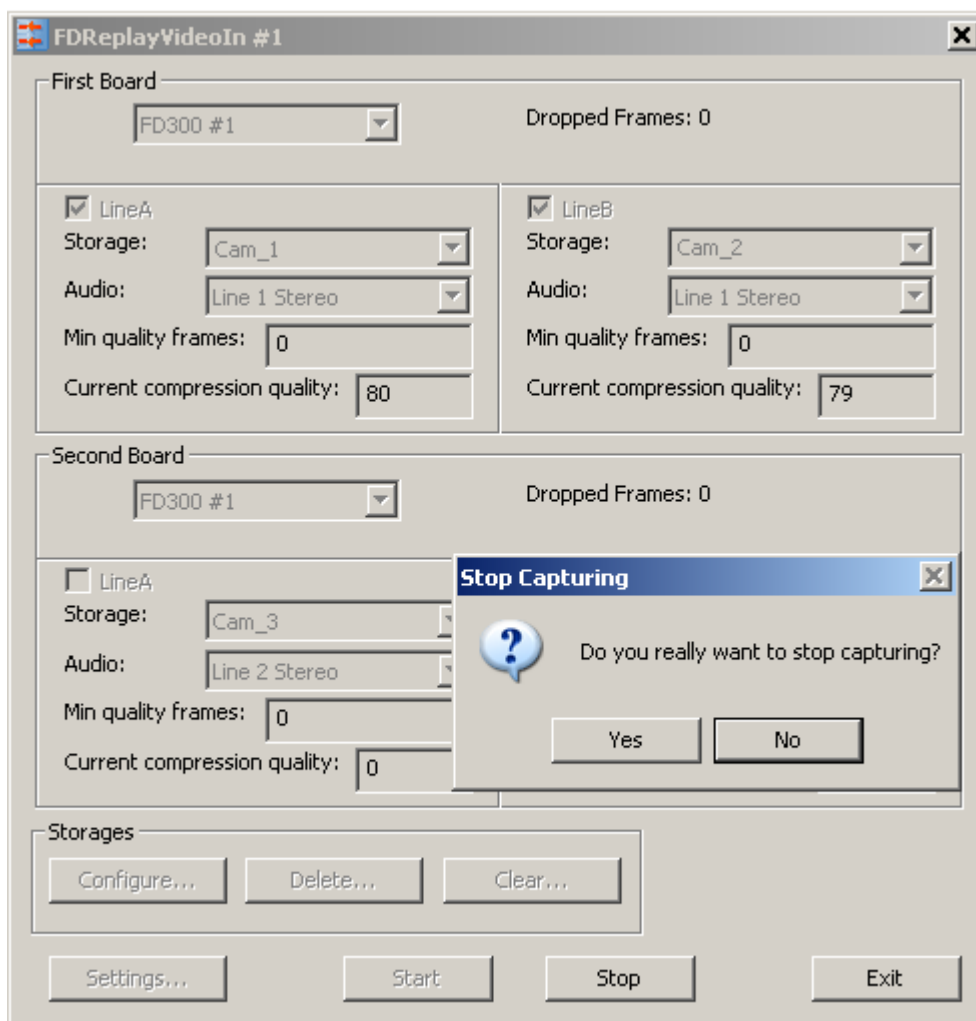 FDReplayVideoIn #1
First Board
FD300 #1
Dropped Frames: 0
LineA
Storage: Cam_1
Audio: Line 1 Stereo
Min quality frames: 0
Current compression quality: 80
LineB
Storage: Cam_2
Audio: Line 1 Stereo
Min quality frames: 0
Current compression quality: 79
Second Board
FD300 #1
Dropped Frames: 0
LineA
Storage: Cam_3
Audio: Line 2 Stereo
Min quality frames: 0
Current compression quality: 0
Stop Capturing
?
Do you really want to stop capturing?
Yes No
Storages
Configure... Delete... Clear...
Settings... Start Stop Exit